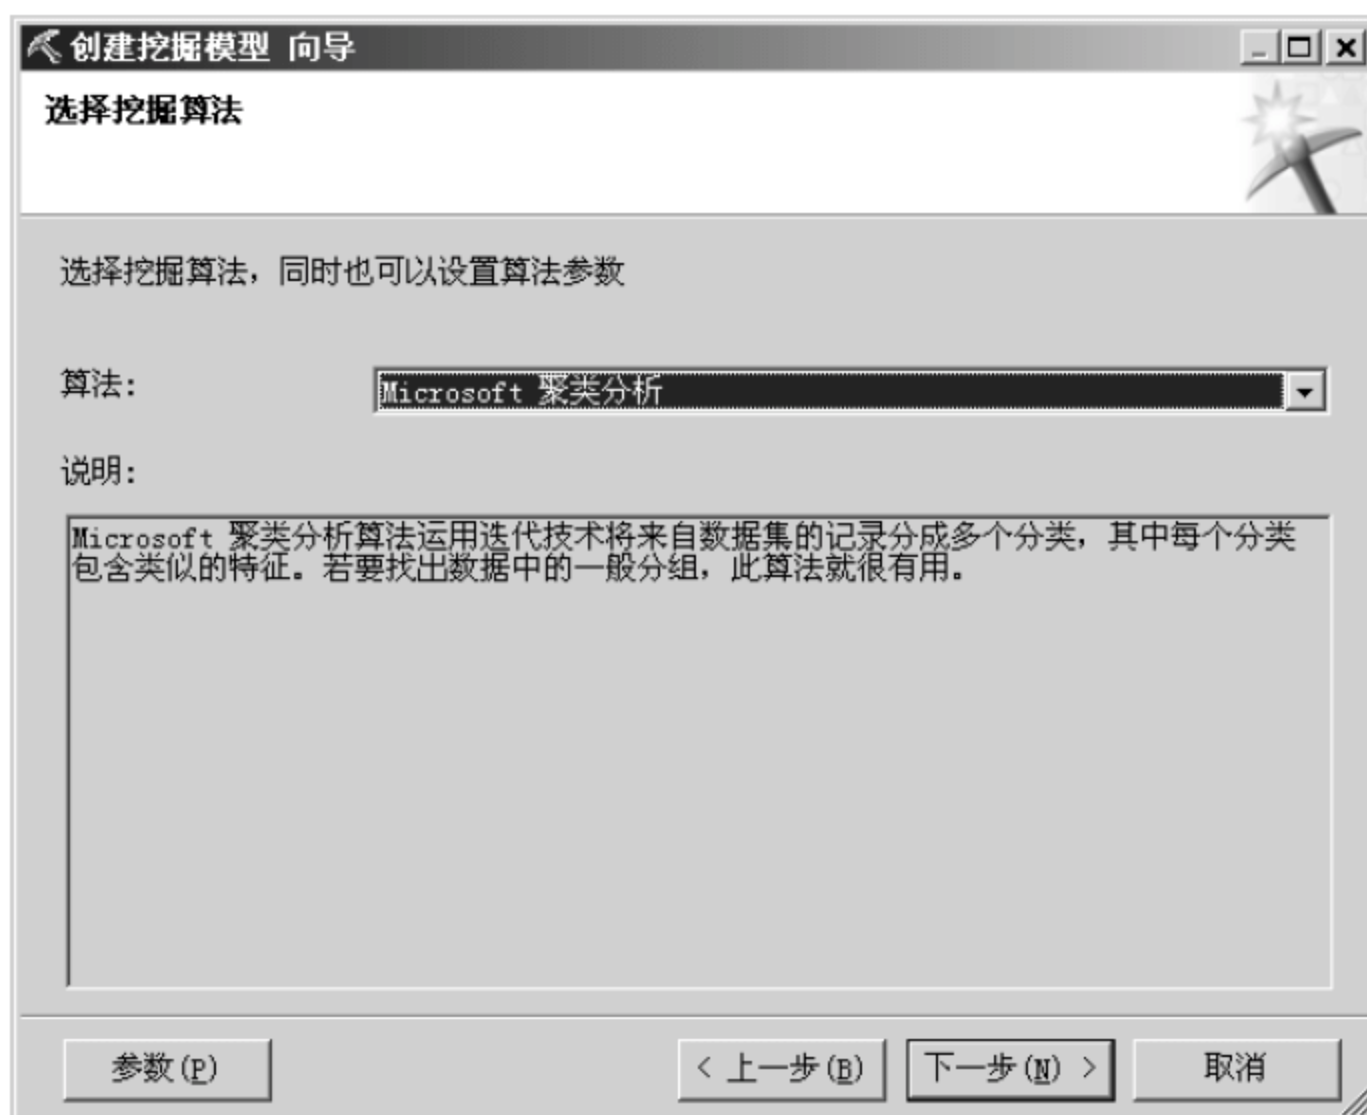 创建挖掘模型 向导
选择挖掘算法
选择挖掘算法，同时也可以设置算法参数
算法：
Microsoft 聚类分析
说明：
Microsoft 聚类分析算法运用迭代技术将来自数据集的记录分成多个分类，其中每个分类
包含类似的特征。若要找出数据中的一般分组，此算法就很有用。
参数(P)
< 上一步(B)
下一步(N) >
取消